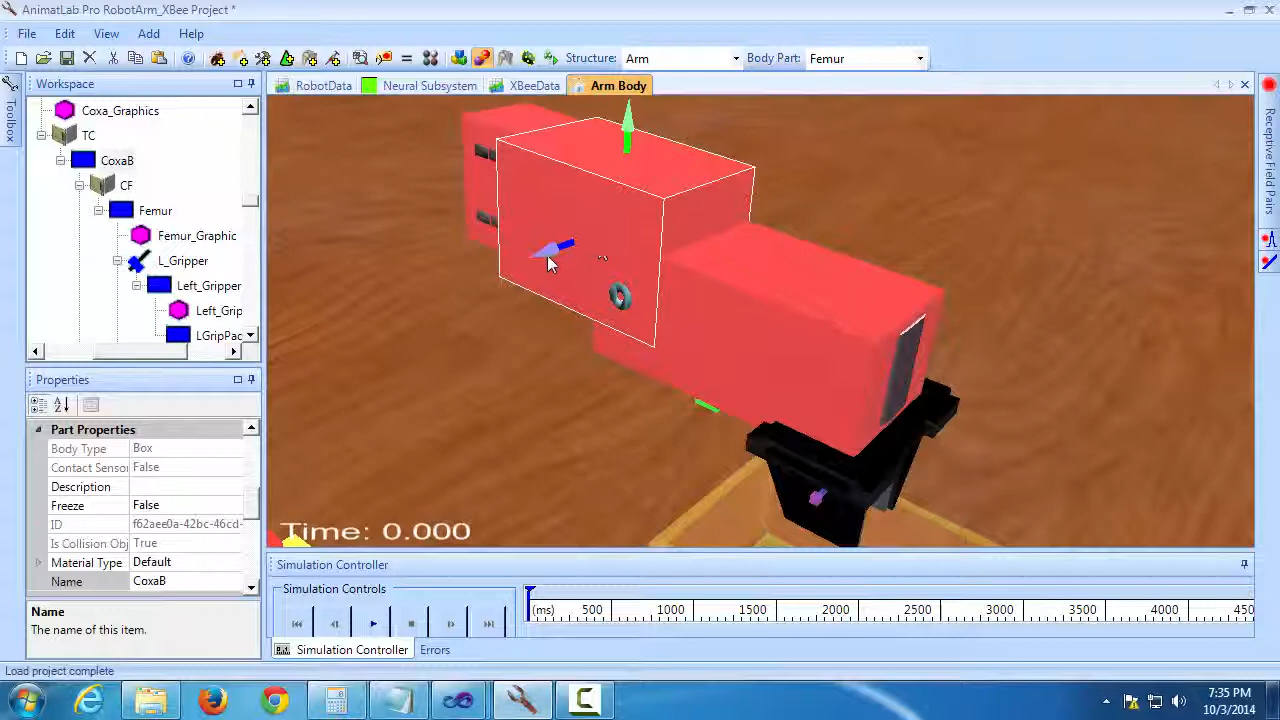 AnimatLab Pro RobotArm_XBee Project *
File Edit View Add Help
Structure: Arm Body Part: Femur
Toolbox
Workspace
Coxa_Graphics
TC
CoxaB
CF
Femur
Femur_Graphic
L_Gripper
Left_Gripper
Left_Grip
LGripPac
Properties
Part Properties
Body Type Box
Contact Sensor False
Description
Freeze False
ID f62aee0a-42bc-46cd-
Is Collision Obj True
Material Type Default
Name CoxaB
Name
The name of this item.
RobotData Neural Subsystem XBeeData Arm Body
Time: 0.000
Receptive Field Pairs
Simulation Controller
Simulation Controls
(ms) 500 1000 1500 2000 2500 3000 3500 4000 450
Simulation Controller Errors
Load project complete
7:35 PM
10/3/2014